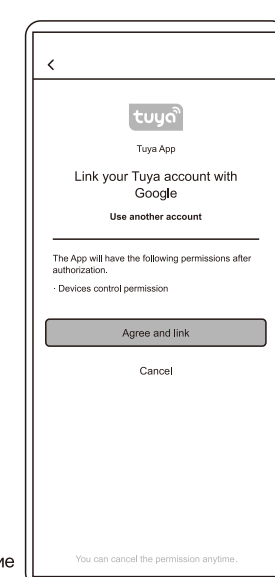 tuya
Tuya App
Link your Tuya account with
Google
Use another account
The App will have the following permissions after
authorization.
· Devices control permission
Agree and link
Cancel
You can cancel the permission anytime.